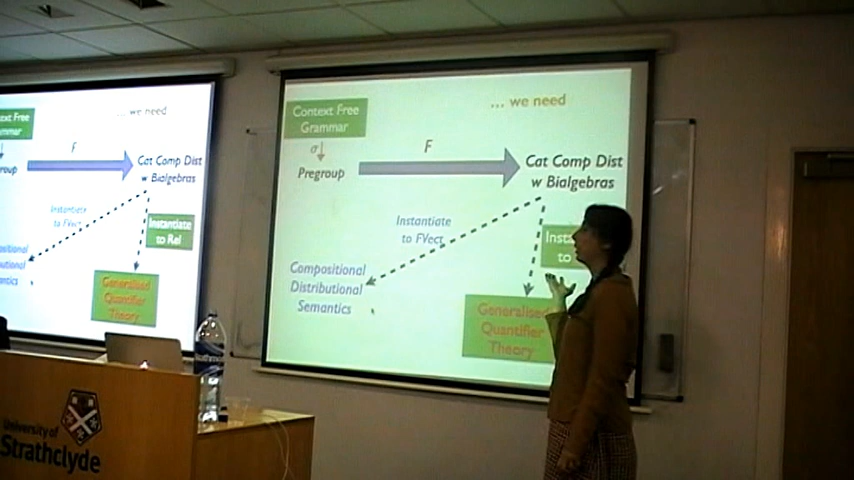 ... we need
Context Free
Grammar
σ
F
Pregroup
Cat Comp Dist
w Bialgebras
Instantiate
to FVect
Compositional
Distributional
Semantics
Generalised
Quantifier
Theory
... we need
F
Cat Comp Dist
w Bialgebras
Instantiate
to FVect
Instantiate
to Rel
Generalised
Quantifier
Theory
University of
Strathclyde